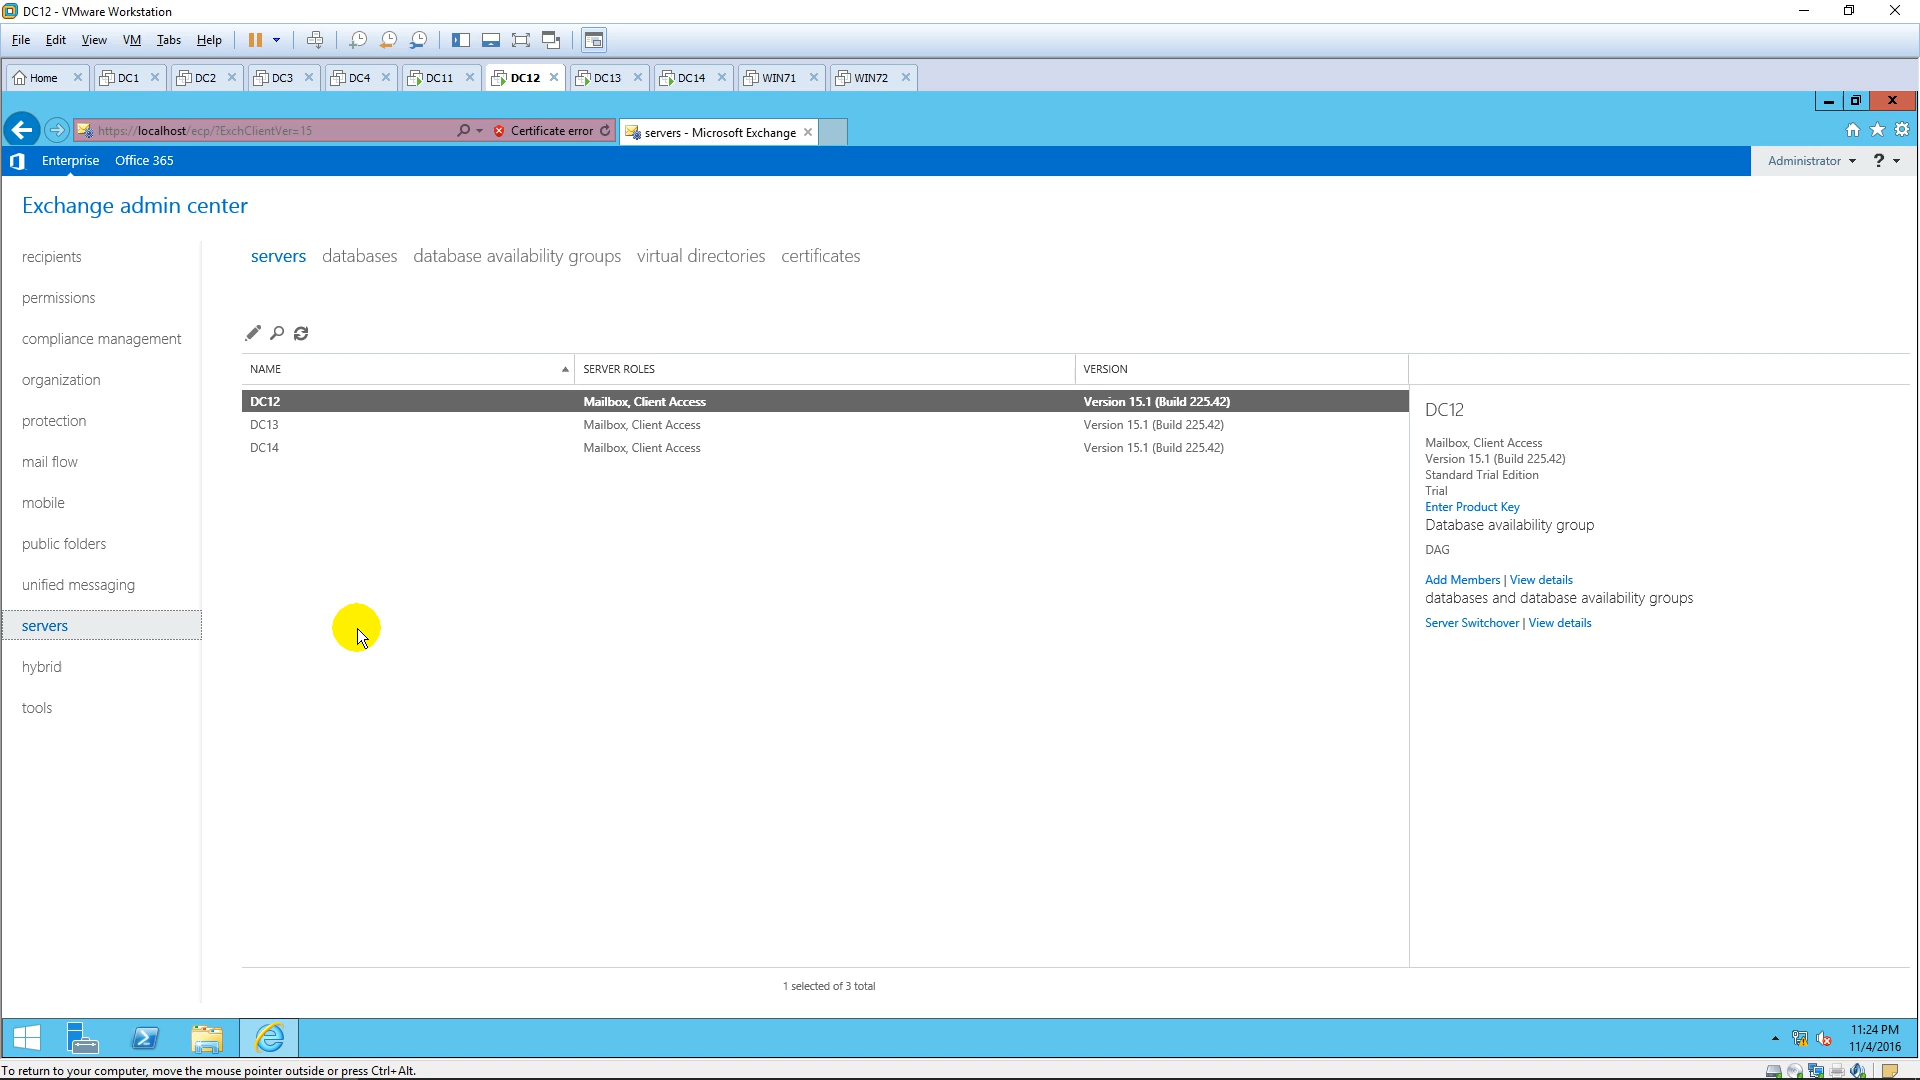 DC12 - VMware Workstation
File Edit View VM Tabs Help
Home DC1 DC2 DC3 DC4 DC11 DC12 DC13 DC14 WIN71 WIN72
https://localhost/ecp/?ExchClientVer=15 Certificate error servers - Microsoft Exchange
Enterprise Office 365 Administrator ?
Exchange admin center
recipients
permissions
compliance management
organization
protection
mail flow
mobile
public folders
unified messaging
servers
hybrid
tools
servers databases database availability groups virtual directories certificates
NAME SERVER ROLES VERSION
DC12 Mailbox, Client Access Version 15.1 (Build 225.42)
DC13 Mailbox, Client Access Version 15.1 (Build 225.42)
DC14 Mailbox, Client Access Version 15.1 (Build 225.42)
1 selected of 3 total
DC12
Mailbox, Client Access
Version 15.1 (Build 225.42)
Standard Trial Edition
Trial
Enter Product Key
Database availability group
DAG
Add Members | View details
databases and database availability groups
Server Switchover | View details
11:24 PM
11/4/2016
To return to your computer, move the mouse pointer outside or press Ctrl+Alt.